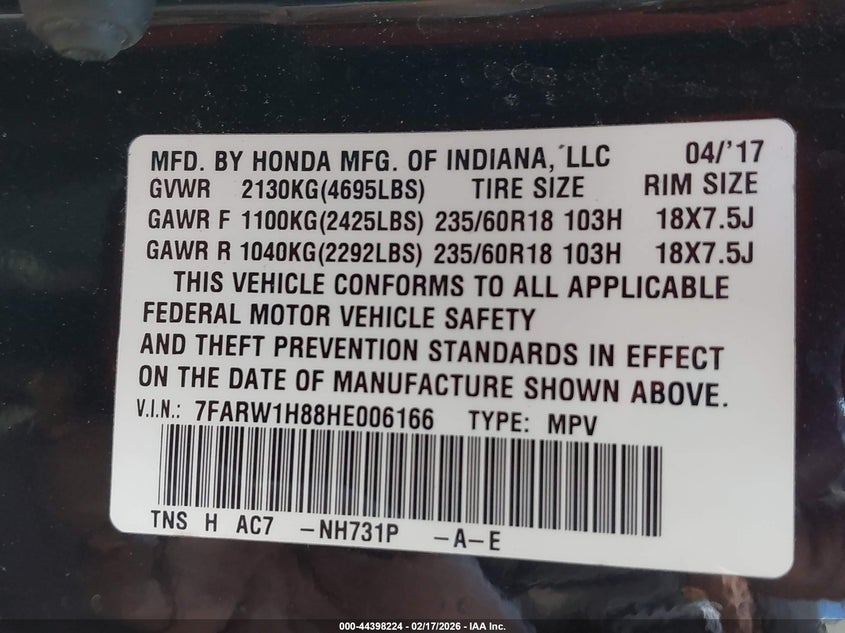 MFD. BY HONDA MFG. OF INDIANA, LLC 04/'17
GVWR 2130KG(4695LBS) TIRE SIZE RIM SIZE
GAWR F 1100KG(2425LBS) 235/60R18 103H 18X7.5J
GAWR R 1040KG(2292LBS) 235/60R18 103H 18X7.5J
THIS VEHICLE CONFORMS TO ALL APPLICABLE
FEDERAL MOTOR VEHICLE SAFETY
AND THEFT PREVENTION STANDARDS IN EFFECT
ON THE DATE OF MANUFACTURE SHOWN ABOVE.
V.I.N.: 7FARW1H88HE006166 TYPE: MPV
TNS H AC7 -NH731P -A-E
000-44398224 - 02/17/2026 - IAA Inc.